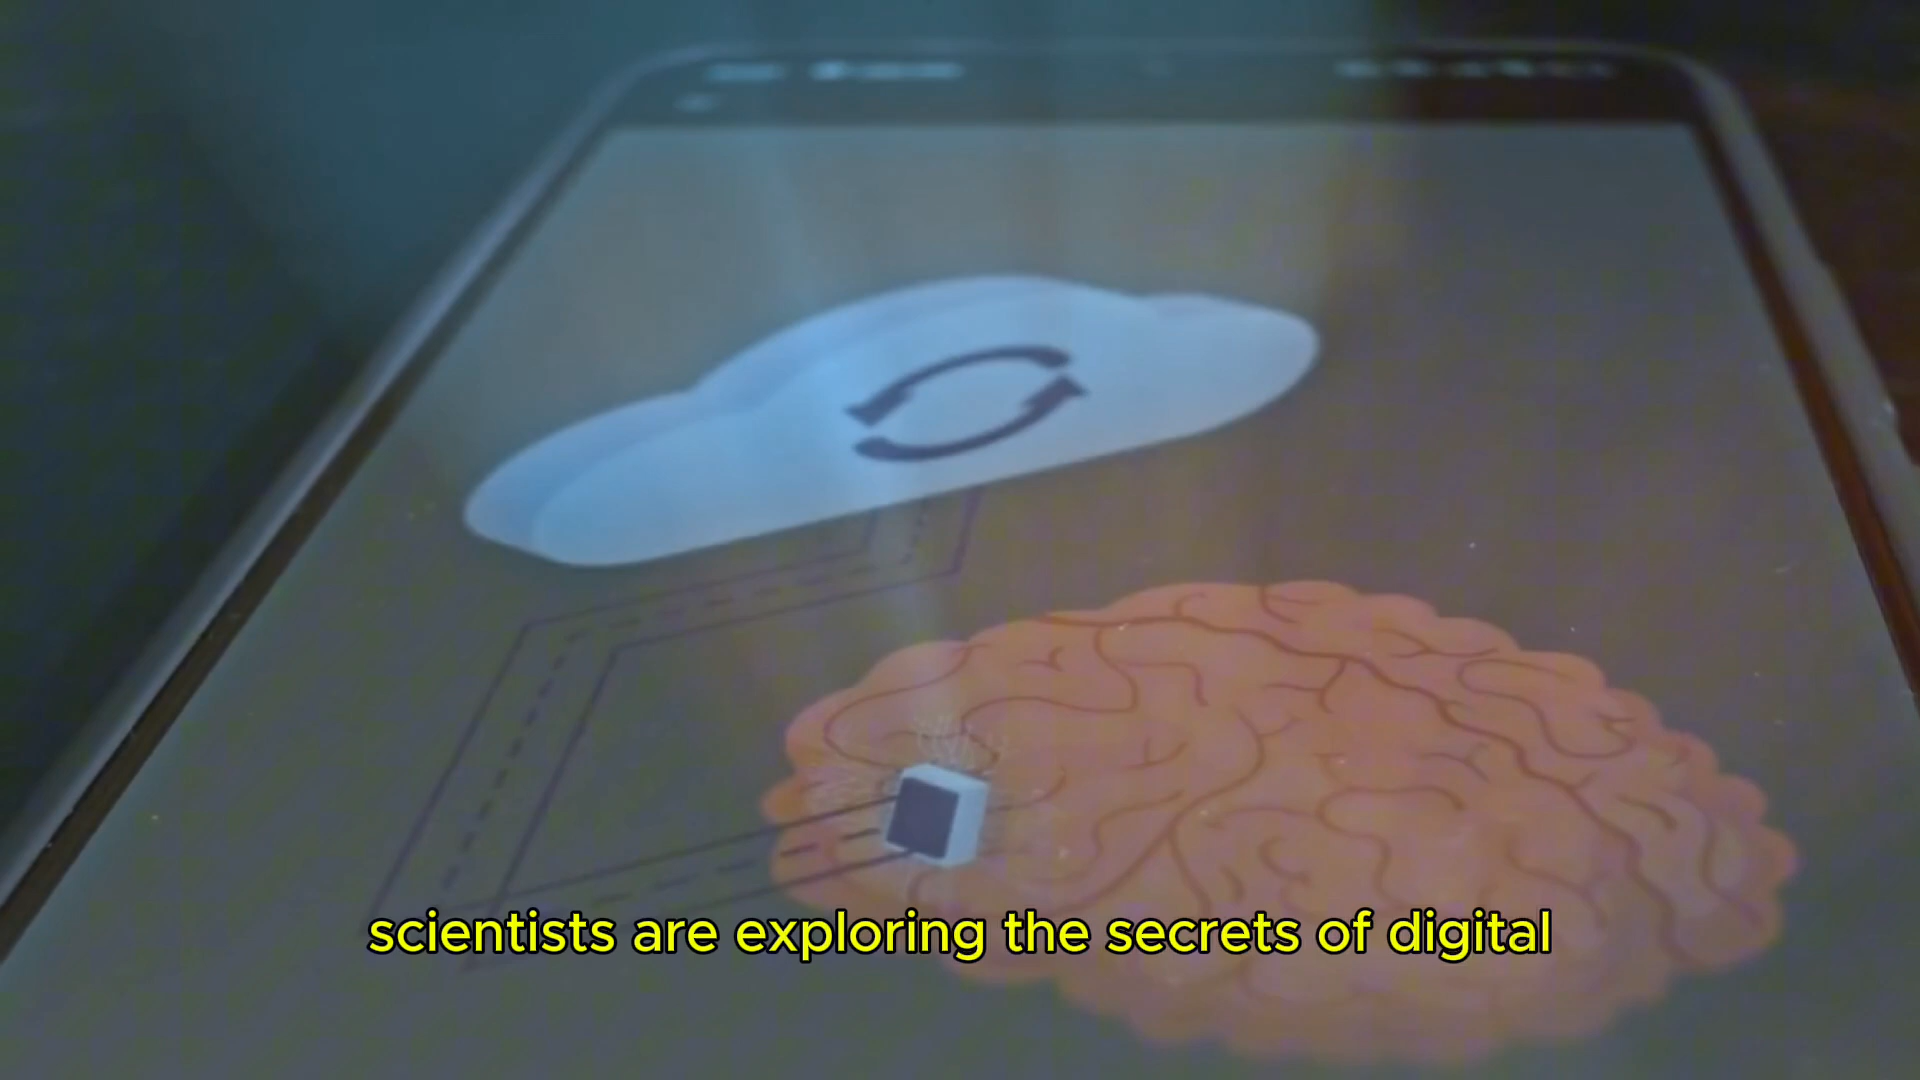 scientists are exploring the secrets of digital